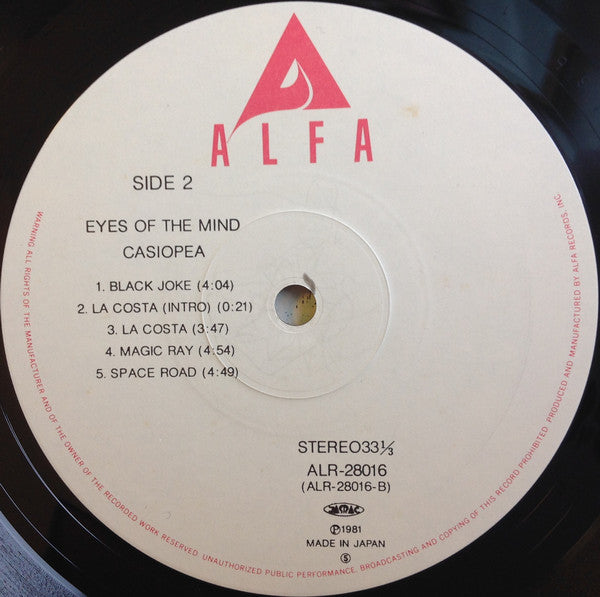 ALFA
SIDE 2
EYES OF THE MIND
CASIOPEA
1. BLACK JOKE (4:04)
2. LA COSTA (INTRO) (0:21)
3. LA COSTA (3:47)
4. MAGIC RAY (4:54)
5. SPACE ROAD (4:49)
STEREO33⅓
ALR-28016
(ALR-28016-B)
JASRAC
Ⓟ1981
MADE IN JAPAN
Ⓢ
WARNING ALL RIGHTS OF THE MANUFACTURER AND OF THE OWNER OF THE RECORDED WORK RESERVED. UNAUTHORIZED PUBLIC PERFORMANCE, BROADCASTING AND COPYING OF THIS RECORD PROHIBITED. PRODUCED AND MANUFACTURED BY ALFA RECORDS, INC.